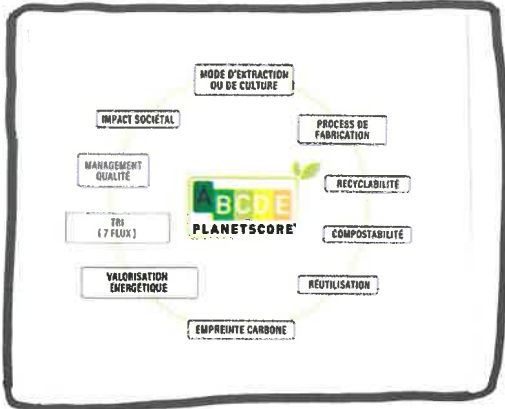 MODE D'EXTRACTION
OU DE CULTURE
IMPACT SOCIÉTAL
PROCESS DE
FABRICATION
MANAGEMENT
QUALITÉ
RECYCLABILITÉ
ABCDE
PLANETSCORE
TRI
( 7 FLUX )
COMPOSTABILITÉ
VALORISATION
ÉNERGÉTIQUE
RÉUTILISATION
EMPREINTE CARBONE